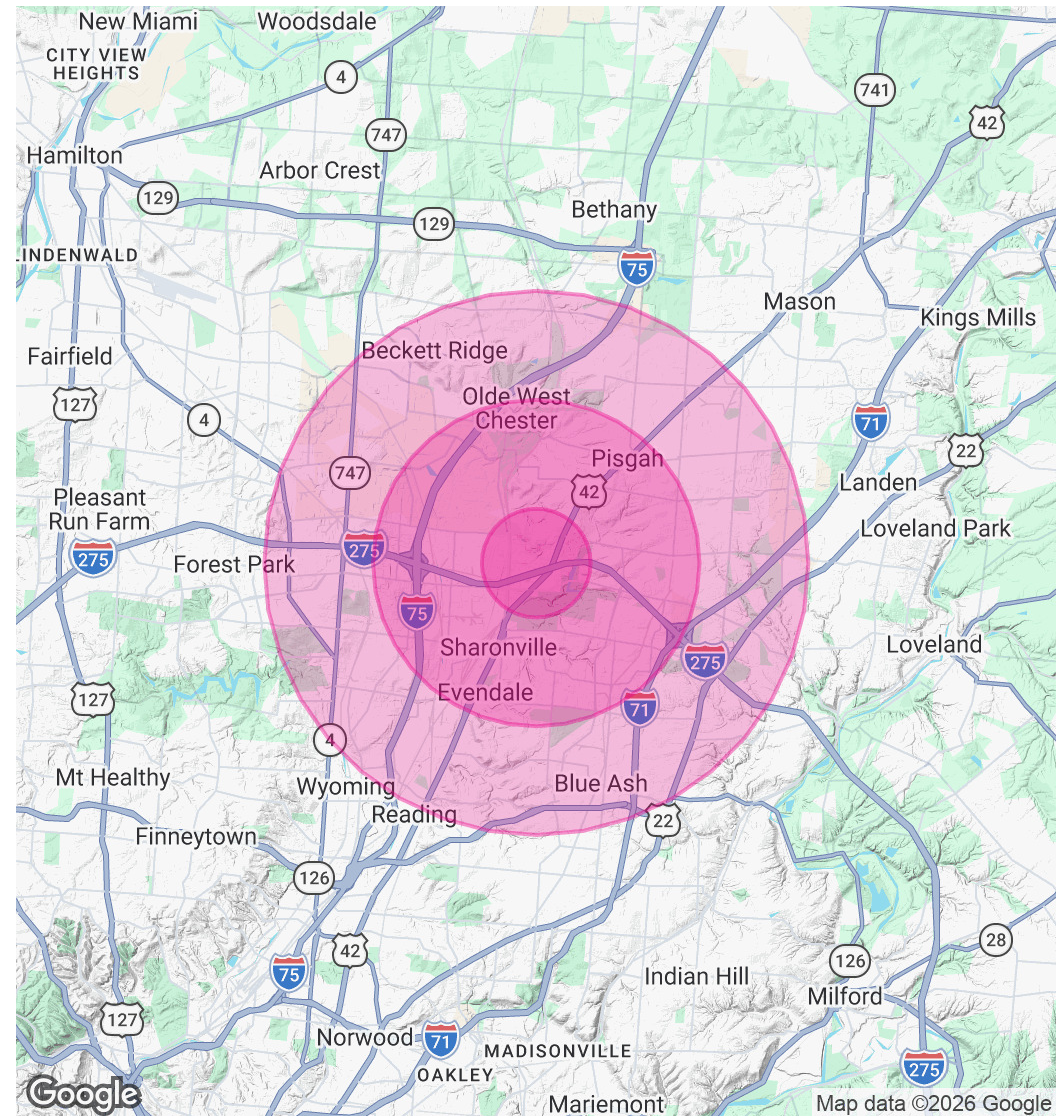 New Miami
Woodsdale
CITY VIEW
HEIGHTS
4
741
42
747
Hamilton
Arbor Crest
129
129
Bethany
LINDENWALD
75
Mason
Kings Mills
Beckett Ridge
Fairfield
Olde West
Chester
127
4
71
22
Pisgah
747
42
Landen
Pleasant
Run Farm
Loveland Park
275
275
Forest Park
75
Sharonville
Loveland
275
Evendale
127
71
4
Mt Healthy
Wyoming
Blue Ash
Reading
22
Finneytown
126
42
28
75
126
Indian Hill
Milford
127
Norwood
71
MADISONVILLE
OAKLEY
275
Google
Mariemont
Map data ©2026 Google